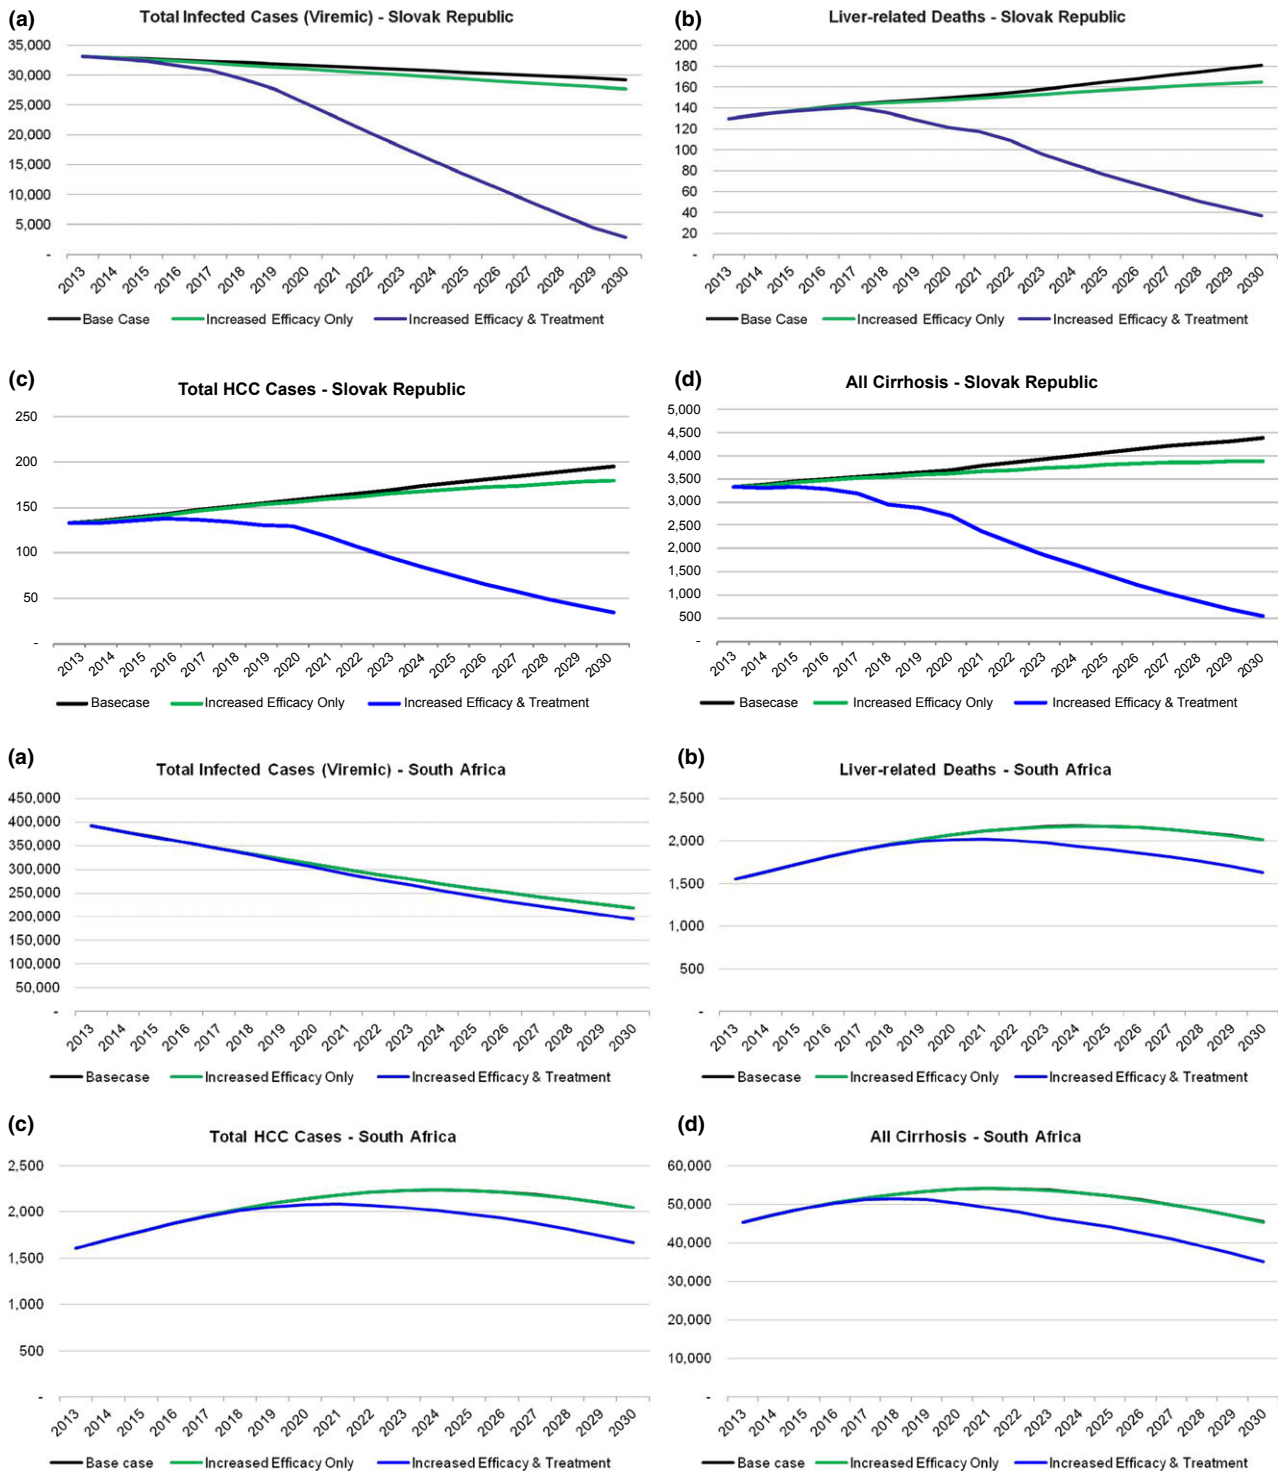 (a)
Total Infected Cases (Viremic) - Slovak Republic
35,000
30,000
25,000
20,000
15,000
10,000
5,000
-
2013 2014 2015 2016 2017 2018 2019 2020 2021 2022 2023 2024 2025 2026 2027 2028 2029 2030
Base Case Increased Efficacy Only Increased Efficacy & Treatment
(b)
Liver-related Deaths - Slovak Republic
200
180
160
140
120
100
80
60
40
20
-
2013 2014 2015 2016 2017 2018 2019 2020 2021 2022 2023 2024 2025 2026 2027 2028 2029 2030
Base Case Increased Efficacy Only Increased Efficacy & Treatment
(c)
Total HCC Cases - Slovak Republic
250
200
150
100
50
-
2013 2014 2015 2016 2017 2018 2019 2020 2021 2022 2023 2024 2025 2026 2027 2028 2029 2030
Basecase Increased Efficacy Only Increased Efficacy & Treatment
(d)
All Cirrhosis - Slovak Republic
5,000
4,500
4,000
3,500
3,000
2,500
2,000
1,500
1,000
500
-
2013 2014 2015 2016 2017 2018 2019 2020 2021 2022 2023 2024 2025 2026 2027 2028 2029 2030
Basecase Increased Efficacy Only Increased Efficacy & Treatment
(a)
Total Infected Cases (Viremic) - South Africa
450,000
400,000
350,000
300,000
250,000
200,000
150,000
100,000
50,000
-
2013 2014 2015 2016 2017 2018 2019 2020 2021 2022 2023 2024 2025 2026 2027 2028 2029 2030
Basecase Increased Efficacy Only Increased Efficacy & Treatment
(b)
Liver-related Deaths - South Africa
2,500
2,000
1,500
1,000
500
-
2013 2014 2015 2016 2017 2018 2019 2020 2021 2022 2023 2024 2025 2026 2027 2028 2029 2030
Basecase Increased Efficacy Only Increased Efficacy & Treatment
(c)
Total HCC Cases - South Africa
2,500
2,000
1,500
1,000
500
-
2013 2014 2015 2016 2017 2018 2019 2020 2021 2022 2023 2024 2025 2026 2027 2028 2029 2030
Base case Increased Efficacy Only Increased Efficacy & Treatment
(d)
All Cirrhosis - South Africa
60,000
50,000
40,000
30,000
20,000
10,000
-
2013 2014 2015 2016 2017 2018 2019 2020 2021 2022 2023 2024 2025 2026 2027 2028 2029 2030
Base case Increased Efficacy Only Increased Efficacy & Treatment